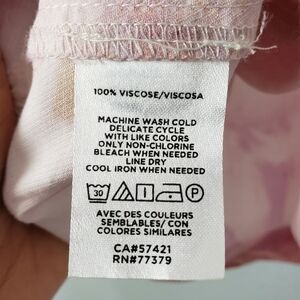 100% VISCOSE/VISCOSA
MACHINE WASH COLD
DELICATE CYCLE
WITH LIKE COLORS
ONLY NON-CHLORINE
BLEACH WHEN NEEDED
LINE DRY
COOL IRON WHEN NEEDED
30 P
AVEC DES COULEURS
SEMBLABLES/ CON
COLORES SIMILARES
CA#57421
RN#77379